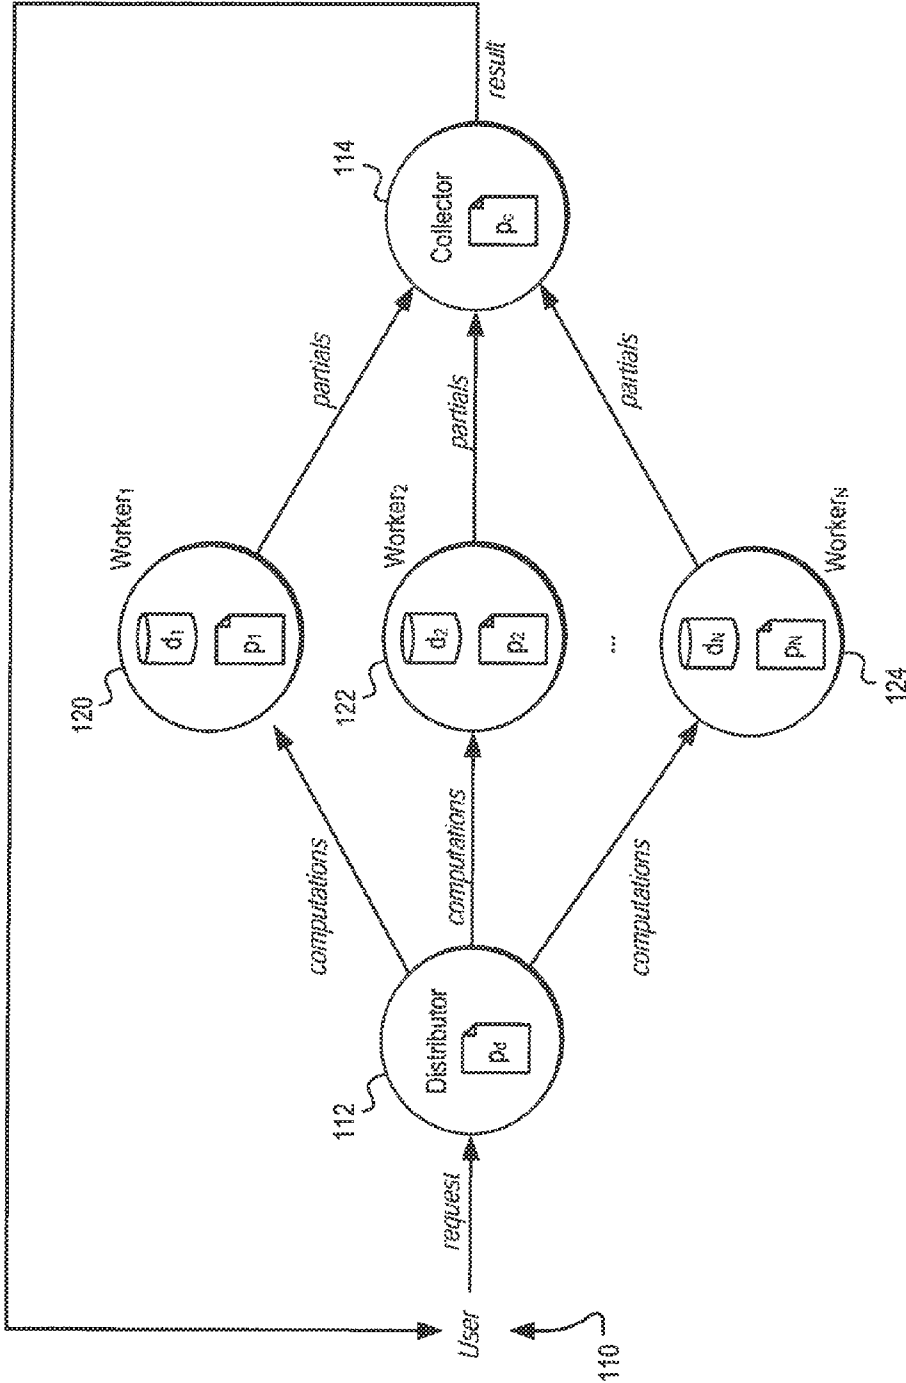 User
110
request
112
Distributor
pd
computations
computations
computations
120
Worker1
d1
p1
122
Worker2
d2
p2
...
124
WorkerN
dN
pN
partials
partials
partials
114
Collector
pc
result